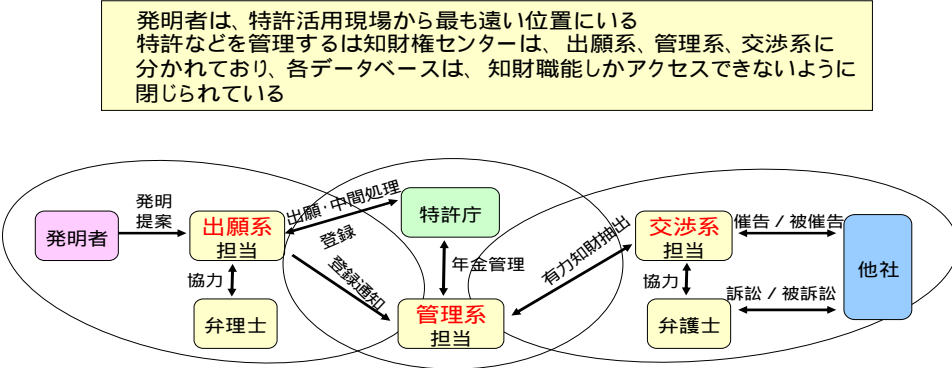 発明者は、特許活用現場から最も遠い位置にいる
特許などを管理するは知財権センターは、出願系、管理系、交渉系に
分かれており、各データベースは、知財職能しかアクセスできないように
閉じられている
発明者
発明
提案
出願系
担当
協力
弁理士
出願・中間処理
登録
登録通知
特許庁
年金管理
管理系
担当
有力知財抽出
交渉系
担当
協力
弁護士
催告/被催告
訴訟/被訴訟
他社